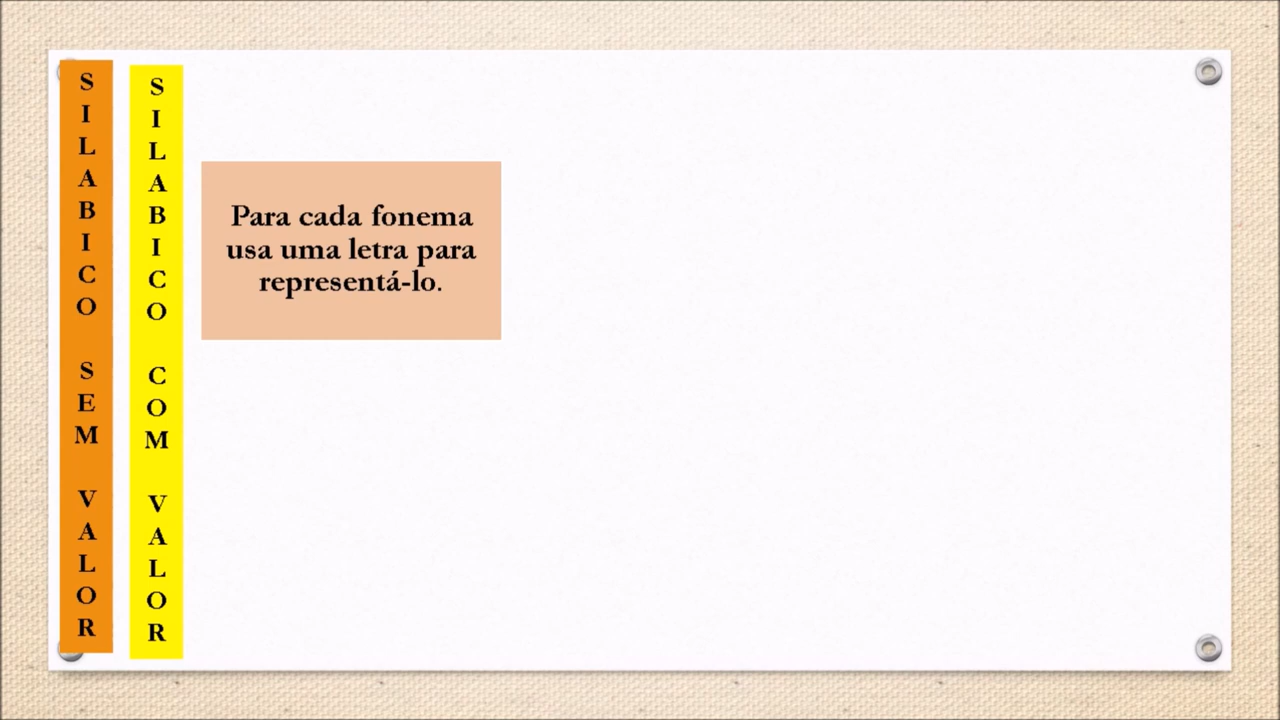 SILABICO SEM VALOR
SILABICO COM VALOR
Para cada fonema
usa uma letra para
representá-lo.